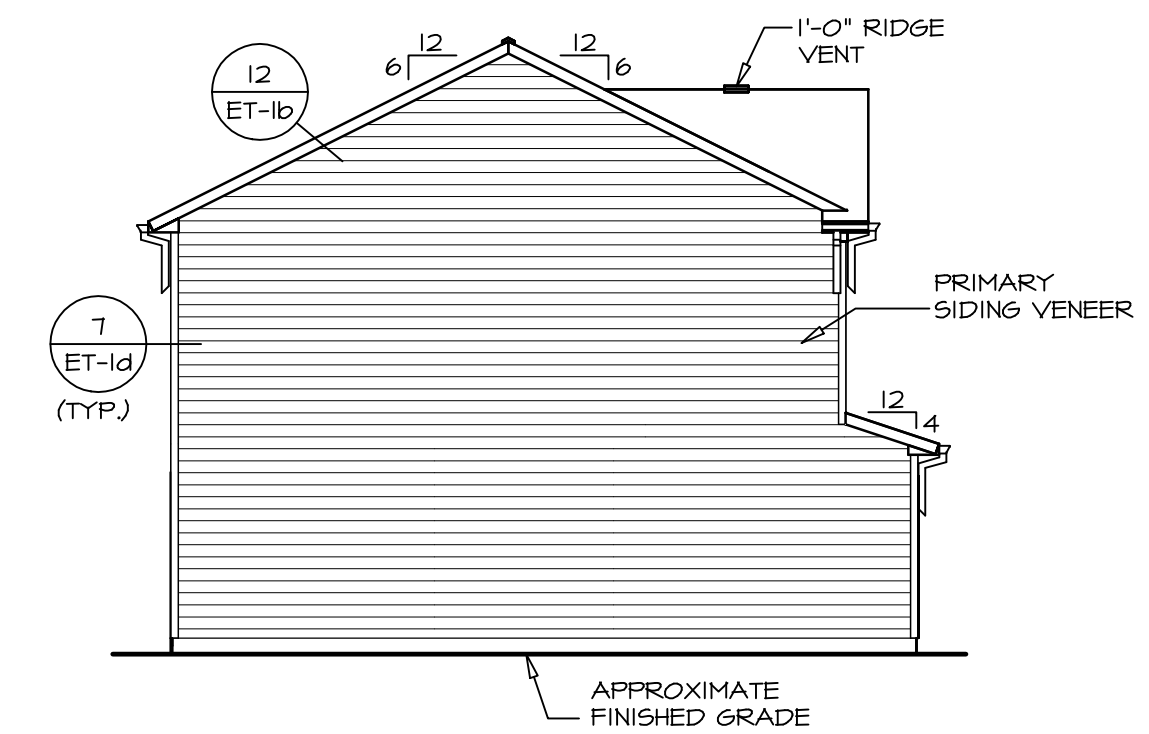 1'-0" RIDGE
VENT
12
6
12
6
12
ET-1b
PRIMARY
SIDING VENEER
7
ET-1d
(TYP.)
12
4
APPROXIMATE
FINISHED GRADE